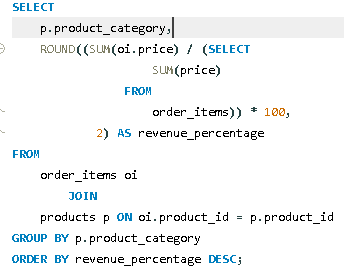 SELECT
p.product_category,
ROUND((SUM(oi.price) / (SELECT
SUM(price)
FROM
order_items)) * 100,
2) AS revenue_percentage
FROM
order_items oi
JOIN
products p ON oi.product_id = p.product_id
GROUP BY p.product_category
ORDER BY revenue_percentage DESC;